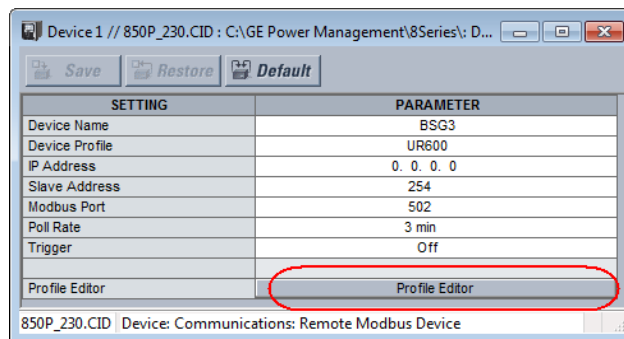 Device 1 // 850P_230.CID : C:\GE Power Management\8Series\: D...
Save Restore Default
SETTING PARAMETER
Device Name BSG3
Device Profile UR600
IP Address 0. 0. 0. 0
Slave Address 254
Modbus Port 502
Poll Rate 3 min
Trigger Off
Profile Editor Profile Editor
850P_230.CID Device: Communications: Remote Modbus Device